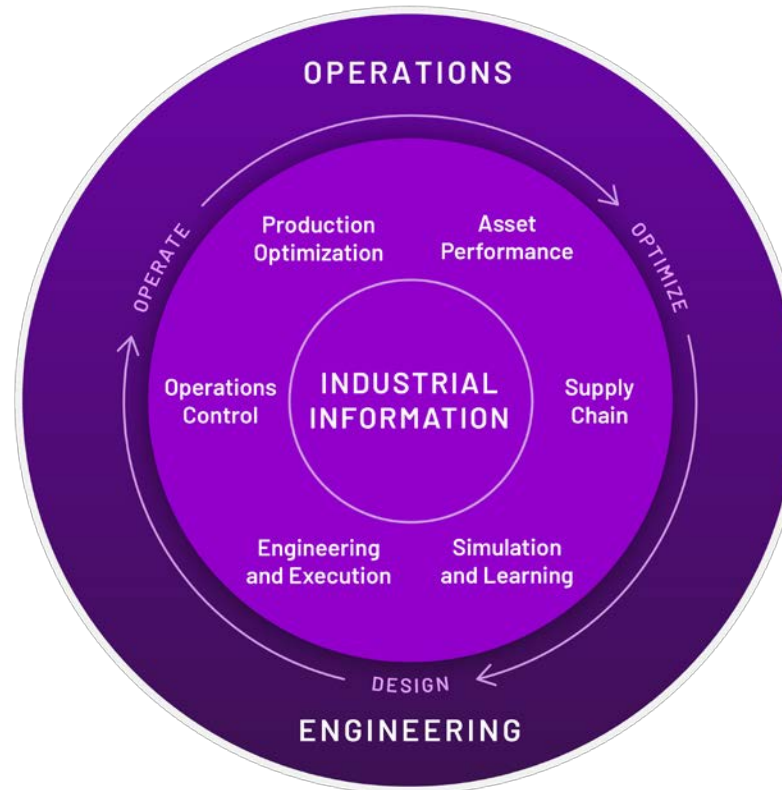 OPERATIONS
OPERATE
OPTIMIZE
Production
Optimization
Asset
Performance
Operations
Control
INDUSTRIAL
INFORMATION
Supply
Chain
Engineering
and Execution
Simulation
and Learning
DESIGN
ENGINEERING